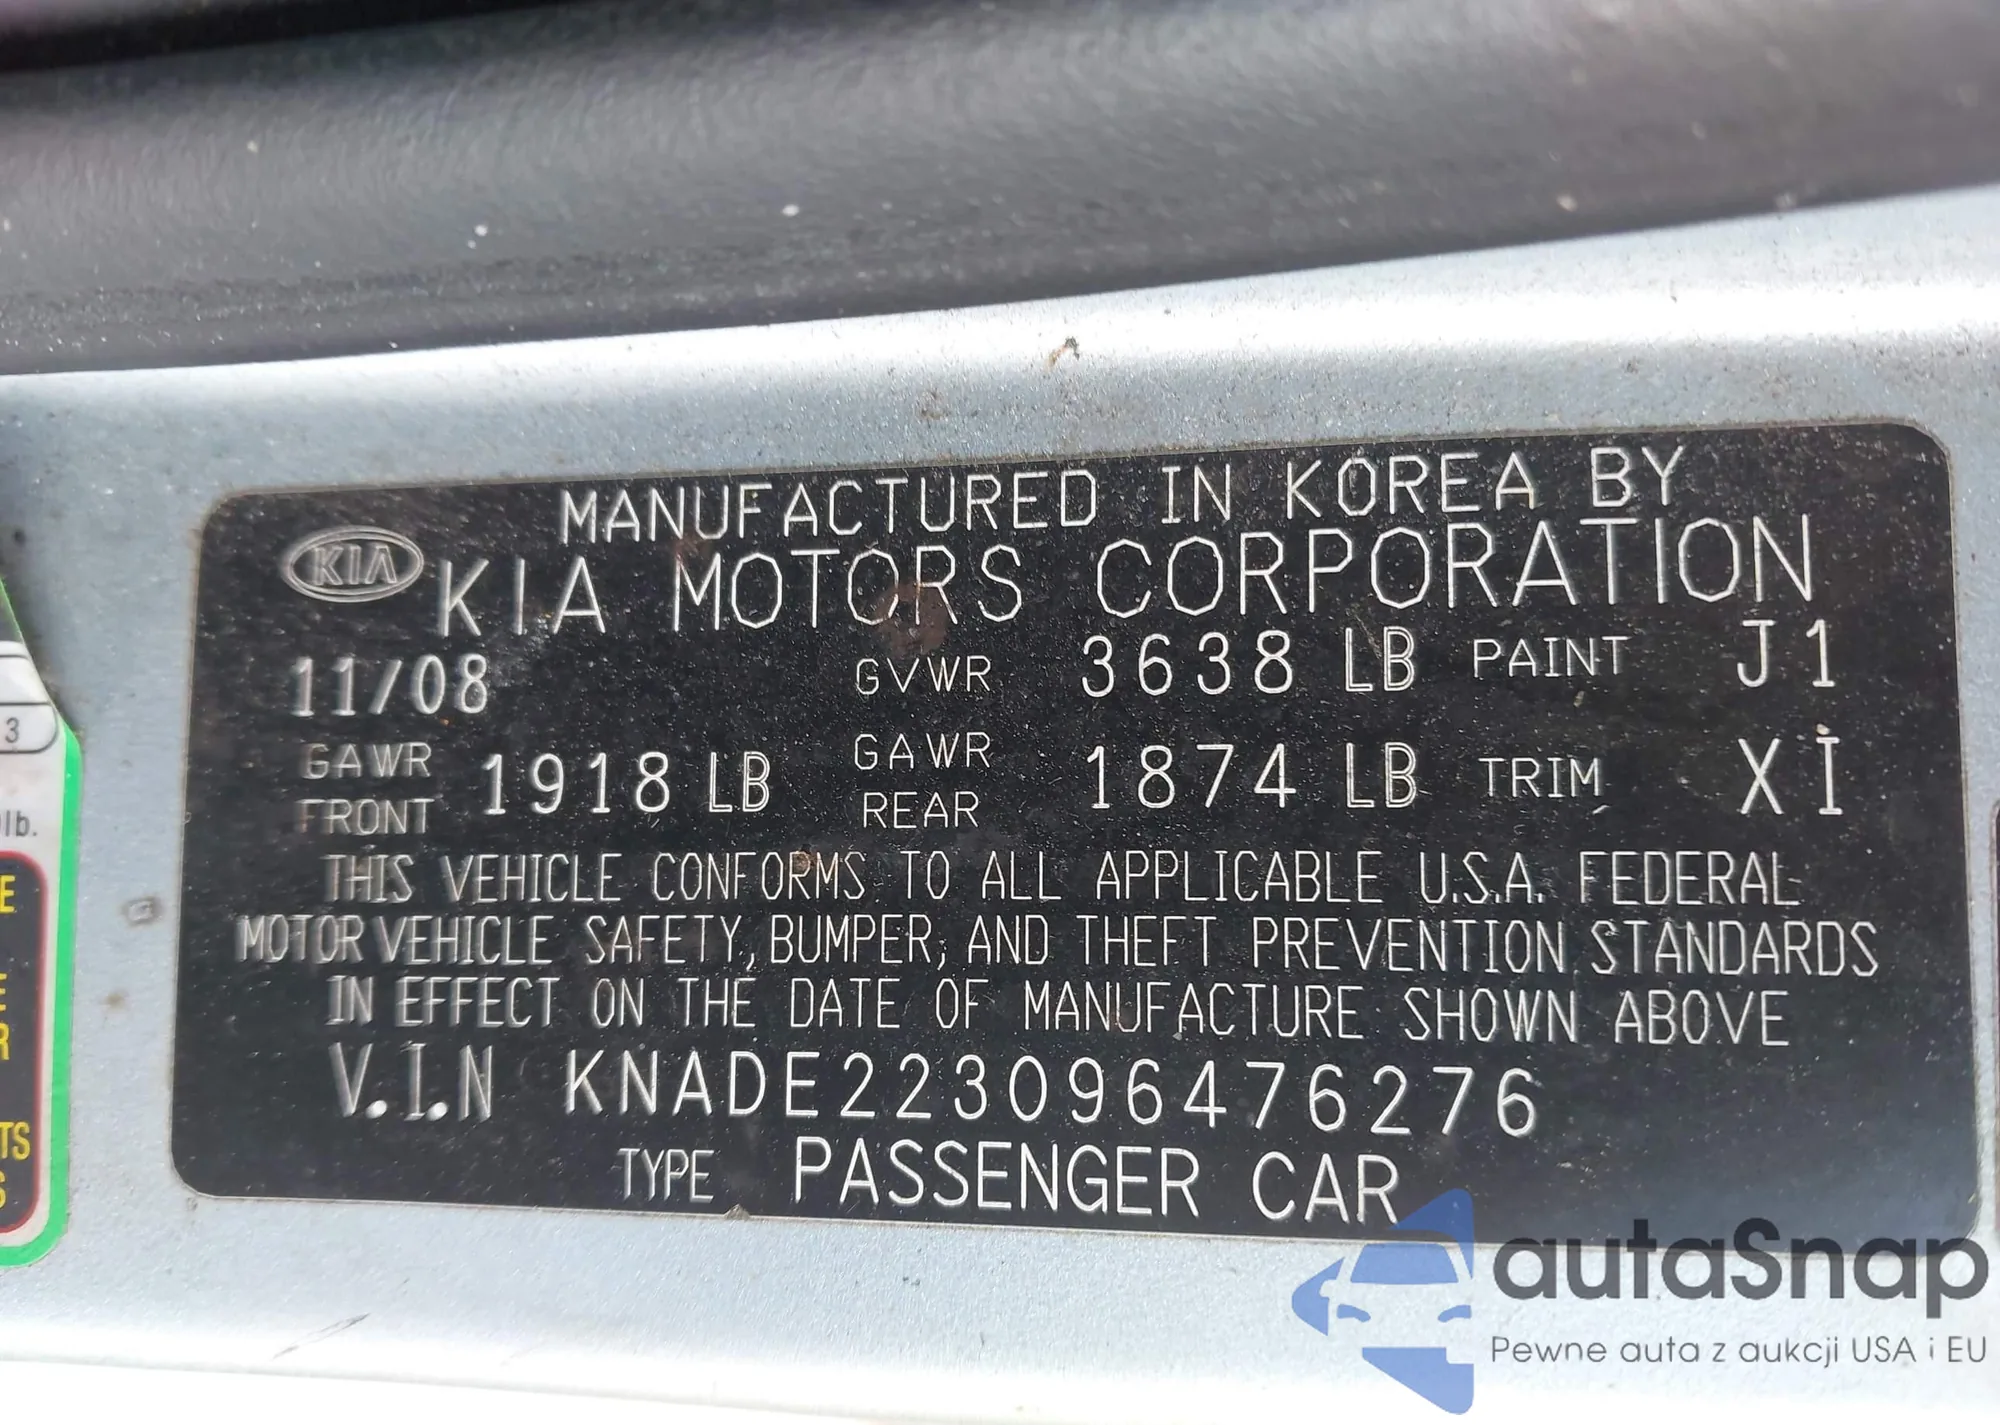 MANUFACTURED IN KOREA BY
KIA KIA MOTORS CORPORATION
11/08 GVWR 3638 LB PAINT J1
GAWR FRONT 1918 LB GAWR REAR 1874 LB TRIM XI
THIS VEHICLE CONFORMS TO ALL APPLICABLE U.S.A. FEDERAL
MOTOR VEHICLE SAFETY, BUMPER, AND THEFT PREVENTION STANDARDS
IN EFFECT ON THE DATE OF MANUFACTURE SHOWN ABOVE
V.I.N KNADE223096476276
TYPE PASSENGER CAR
3
lb.
E
E
R
TS
S
autaSnap
Pewne auta z aukcji USA i EU